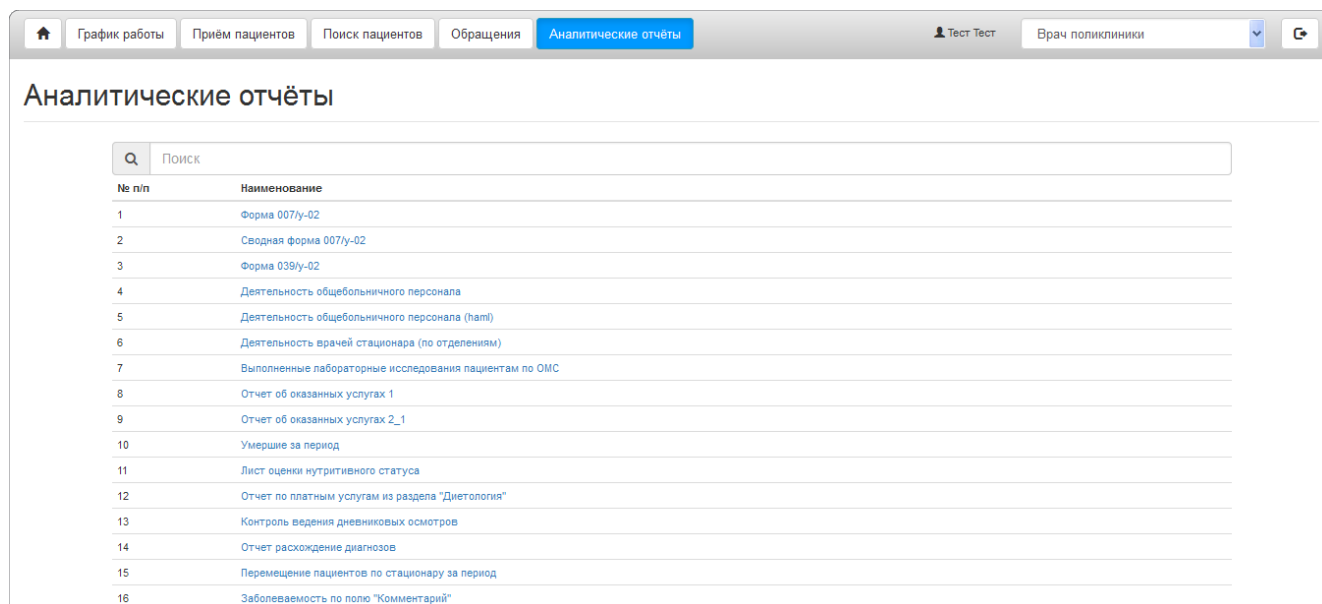 График работы Приём пациентов Поиск пациентов Обращения Аналитические отчёты Тест Тест Врач поликлиники
Аналитические отчёты
Поиск
№ п/п Наименование
1 Форма 007/у-02
2 Сводная форма 007/у-02
3 Форма 039/у-02
4 Деятельность общебольничного персонала
5 Деятельность общебольничного персонала (haml)
6 Деятельность врачей стационара (по отделениям)
7 Выполненные лабораторные исследования пациентам по ОМС
8 Отчет об оказанных услугах 1
9 Отчет об оказанных услугах 2_1
10 Умершие за период
11 Лист оценки нутритивного статуса
12 Отчет по платным услугам из раздела "Диетология"
13 Контроль ведения дневниковых осмотров
14 Отчет расхождение диагнозов
15 Перемещение пациентов по стационару за период
16 Заболеваемость по полю "Комментарий"